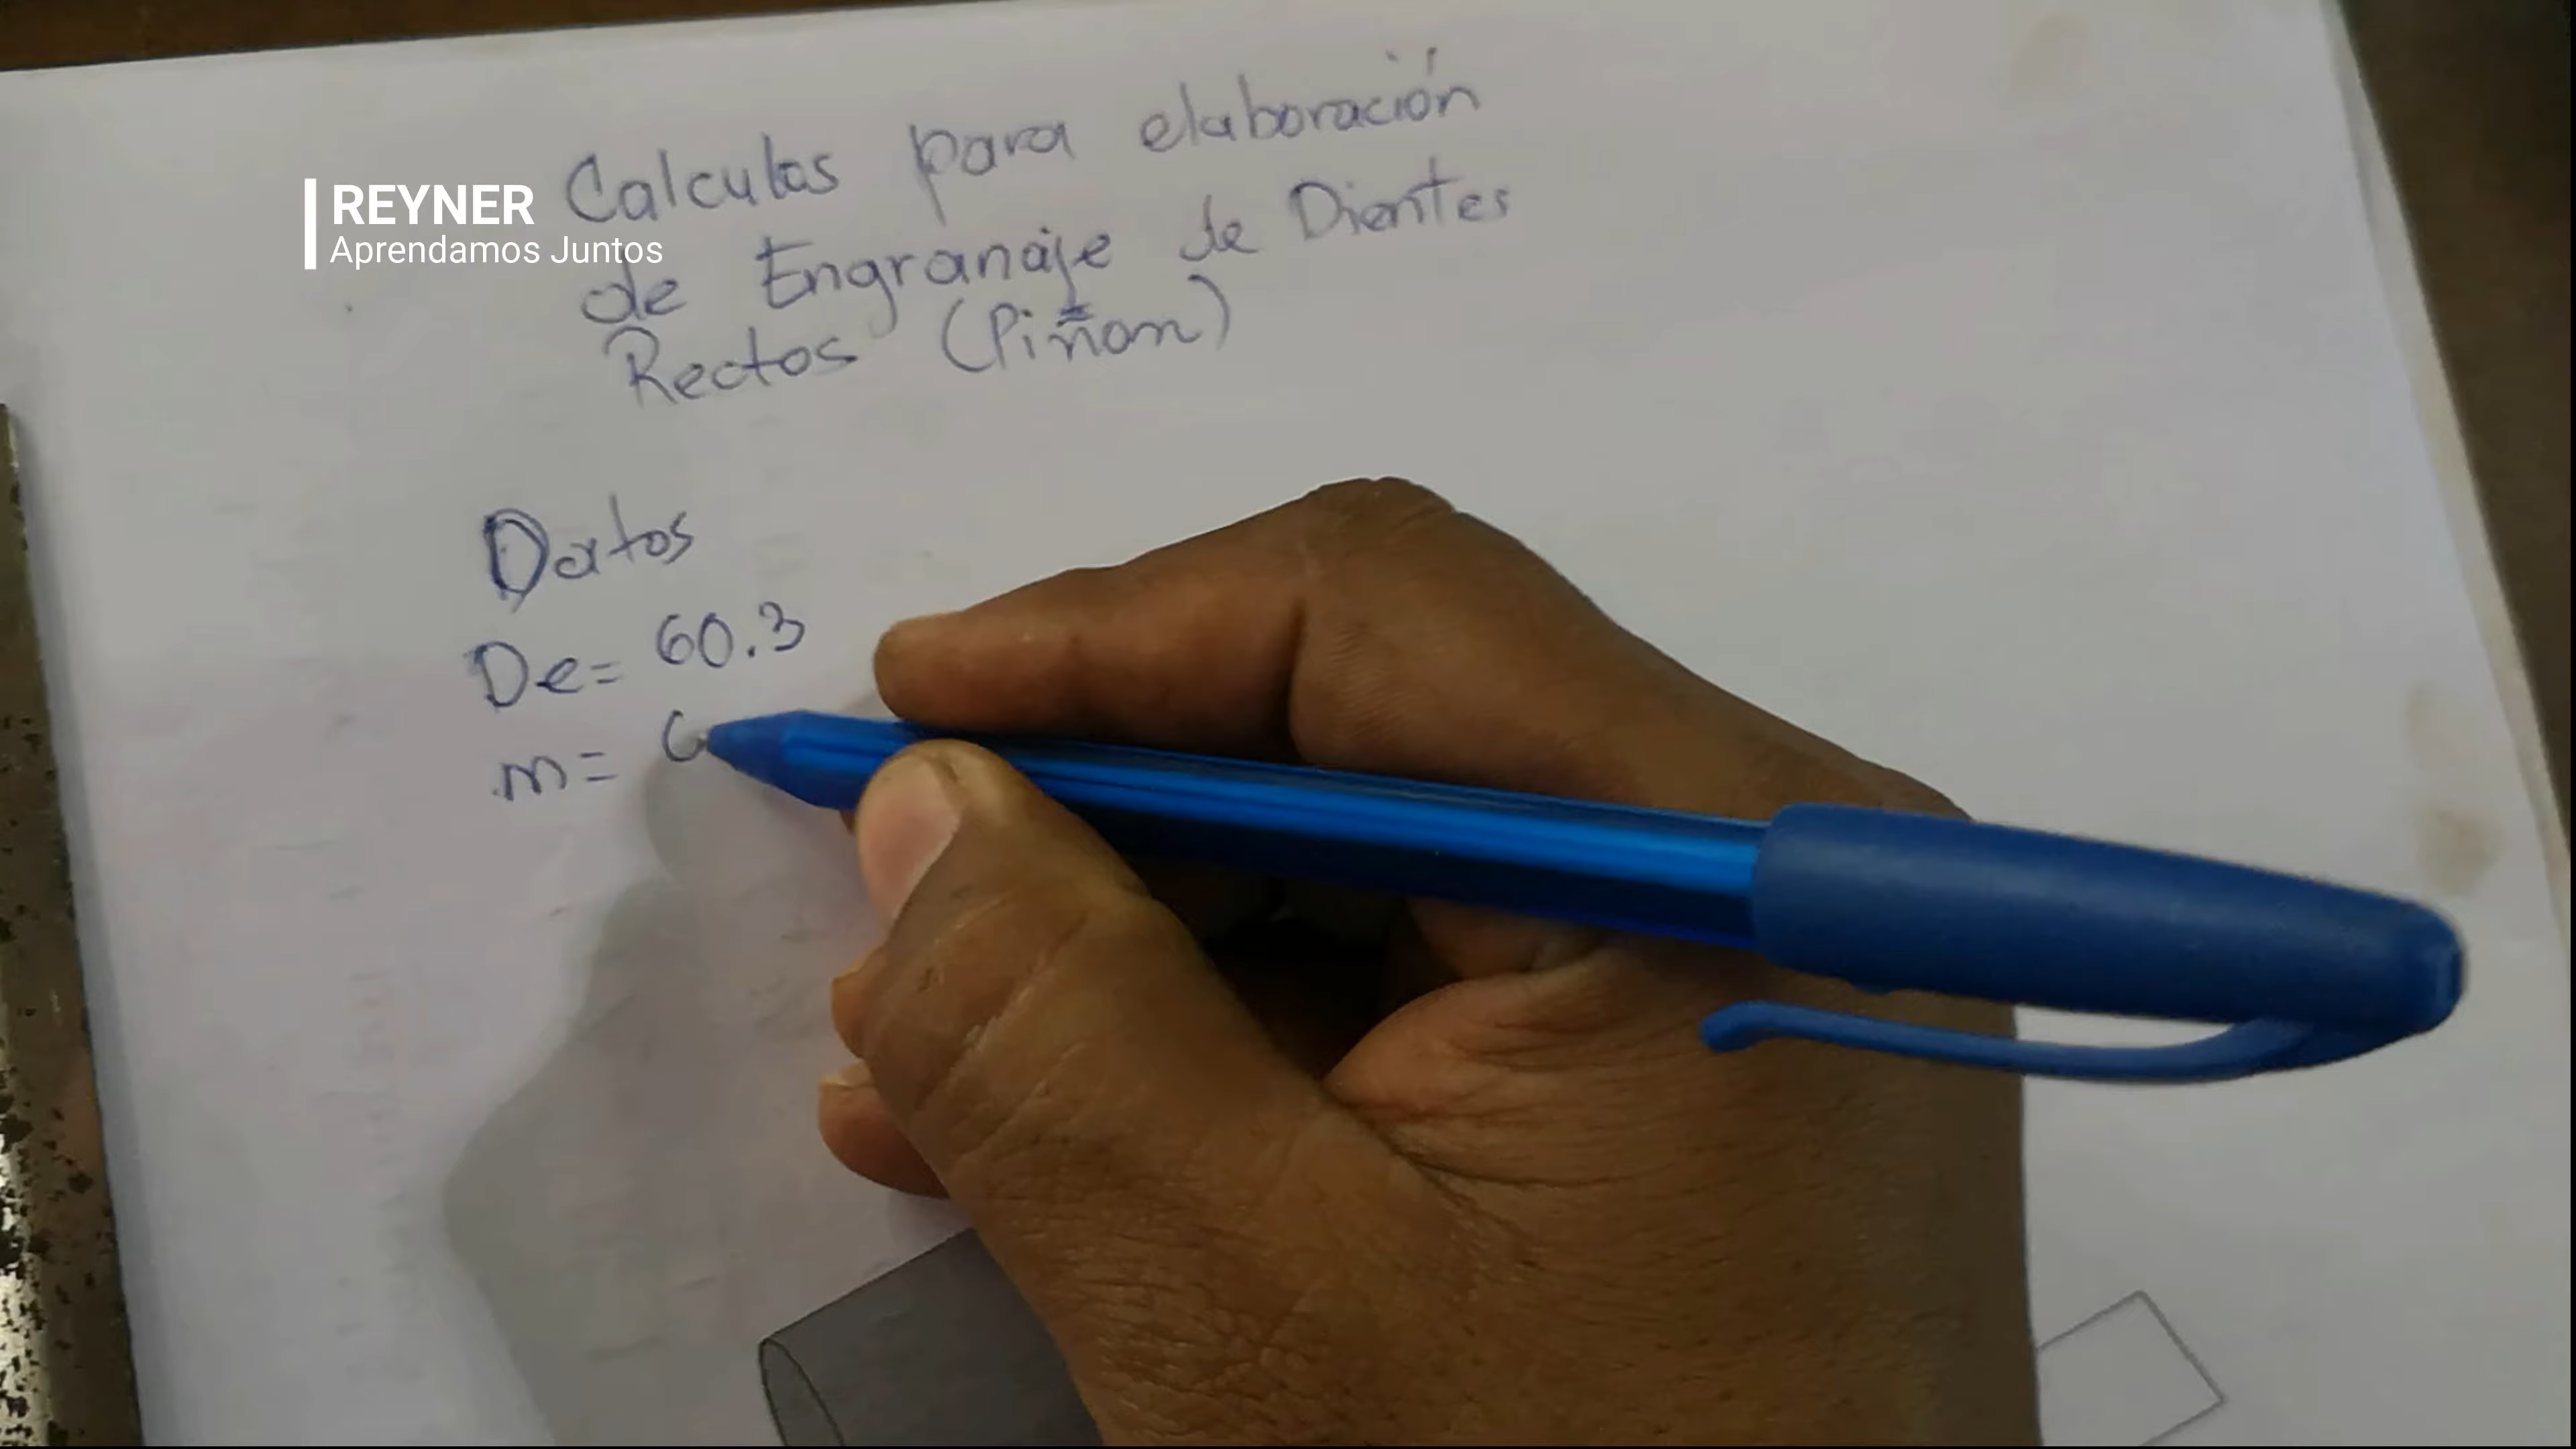 REYNER
Aprendamos Juntos
Calculos para elaboración
de Engranaje de Dientes
Rectos (Piñon)
Datos
De= 60.3
m=